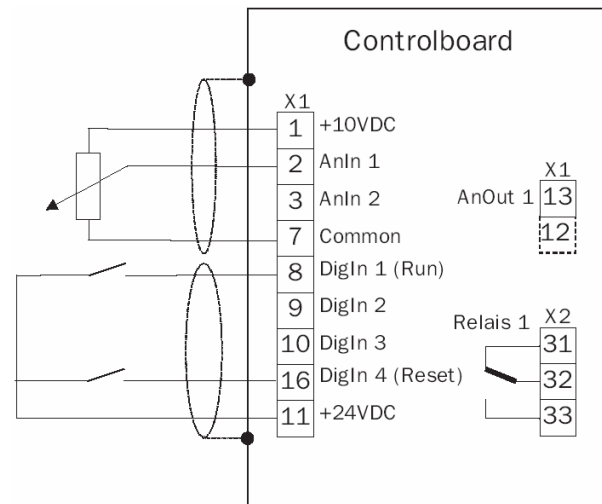 Controlboard
X1
1 +10VDC
2 AnIn 1
3 AnIn 2
7 Common
8 DigIn 1 (Run)
9 DigIn 2
10 DigIn 3
16 DigIn 4 (Reset)
11 +24VDC
X1
AnOut 1 13
12
Relais 1 X2
31
32
33